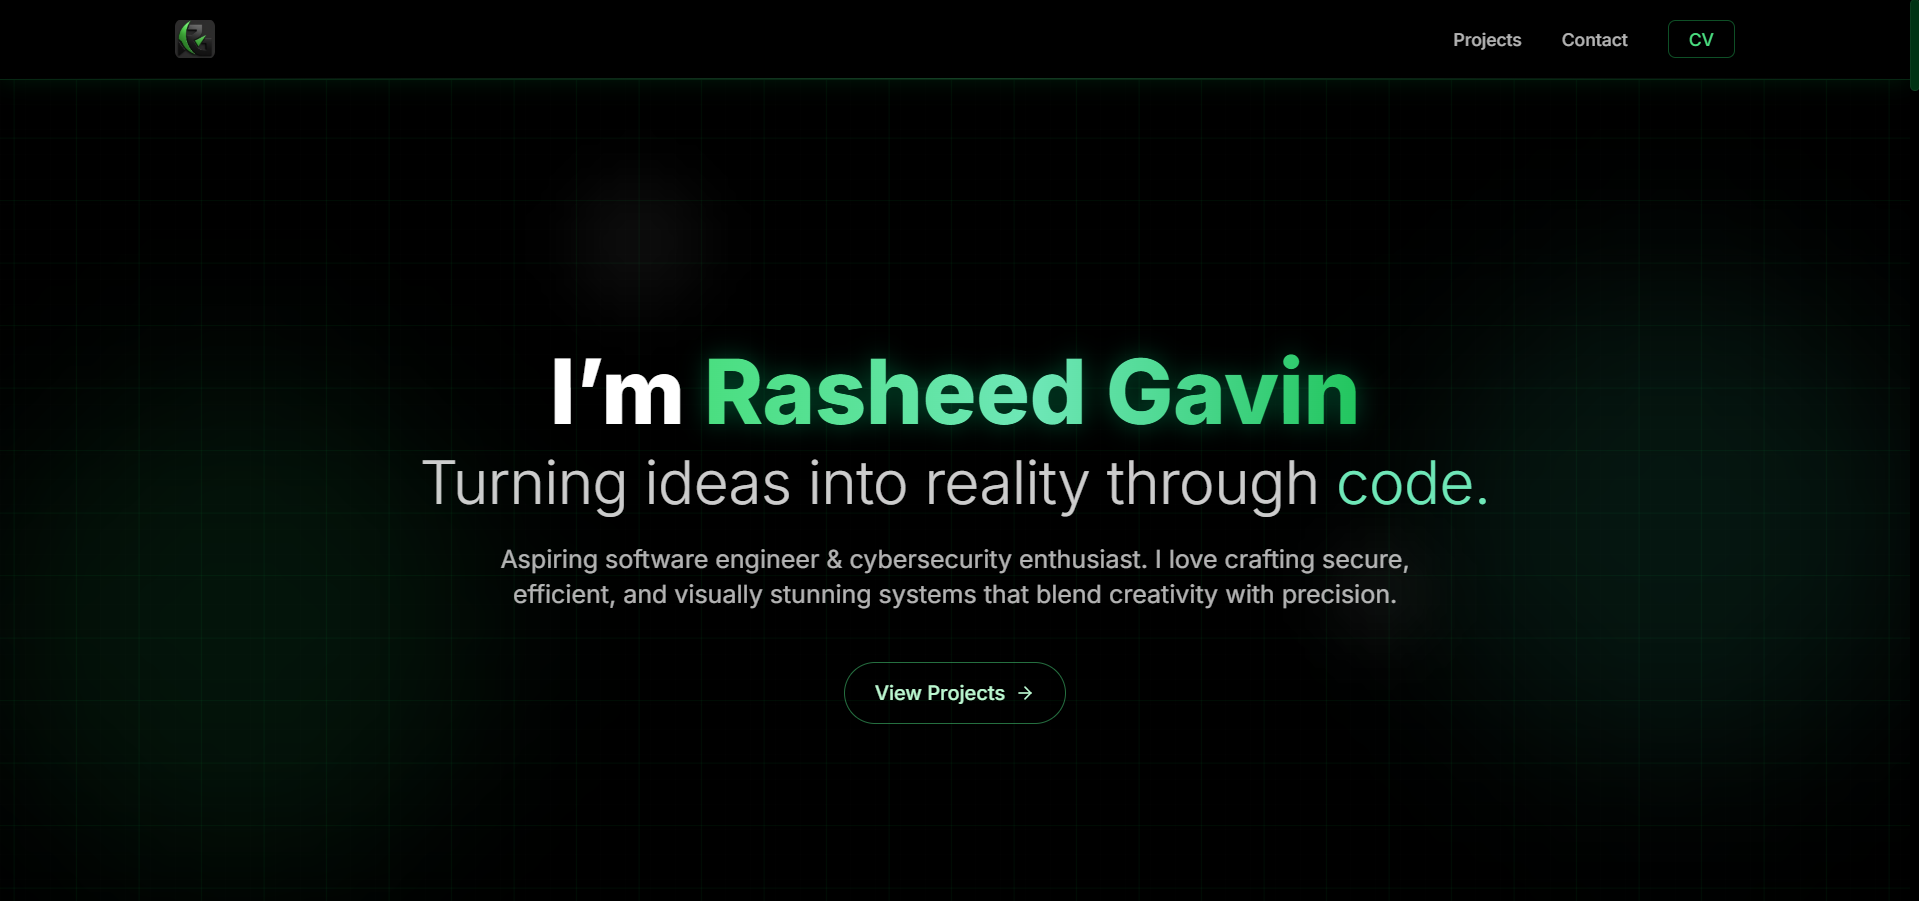 Projects
Contact
CV
I’m Rasheed Gavin
Turning ideas into reality through code.
Aspiring software engineer & cybersecurity enthusiast. I love crafting secure,
efficient, and visually stunning systems that blend creativity with precision.
View Projects →